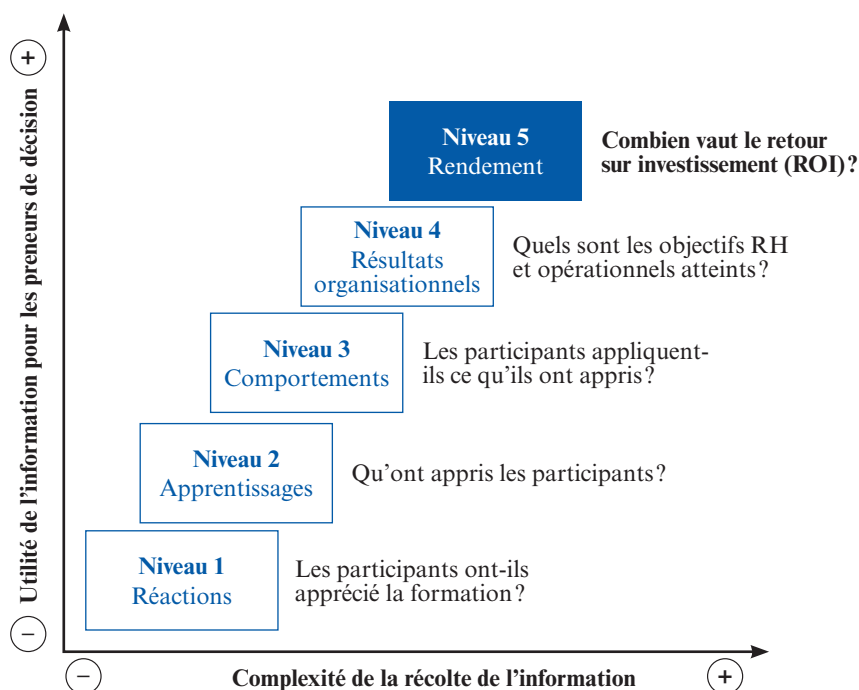 +
Utilité de l'information pour les preneurs de décision
−
Niveau 5
Rendement
Combien vaut le retour
sur investissement (ROI) ?
Niveau 4
Résultats
organisationnels
Quels sont les objectifs RH
et opérationnels atteints ?
Niveau 3
Comportements
Les participants appliquent-
ils ce qu'ils ont appris ?
Niveau 2
Apprentissages
Qu'ont appris les participants ?
Niveau 1
Réactions
Les participants ont-ils
apprécié la formation ?
−
Complexité de la récolte de l'information
+